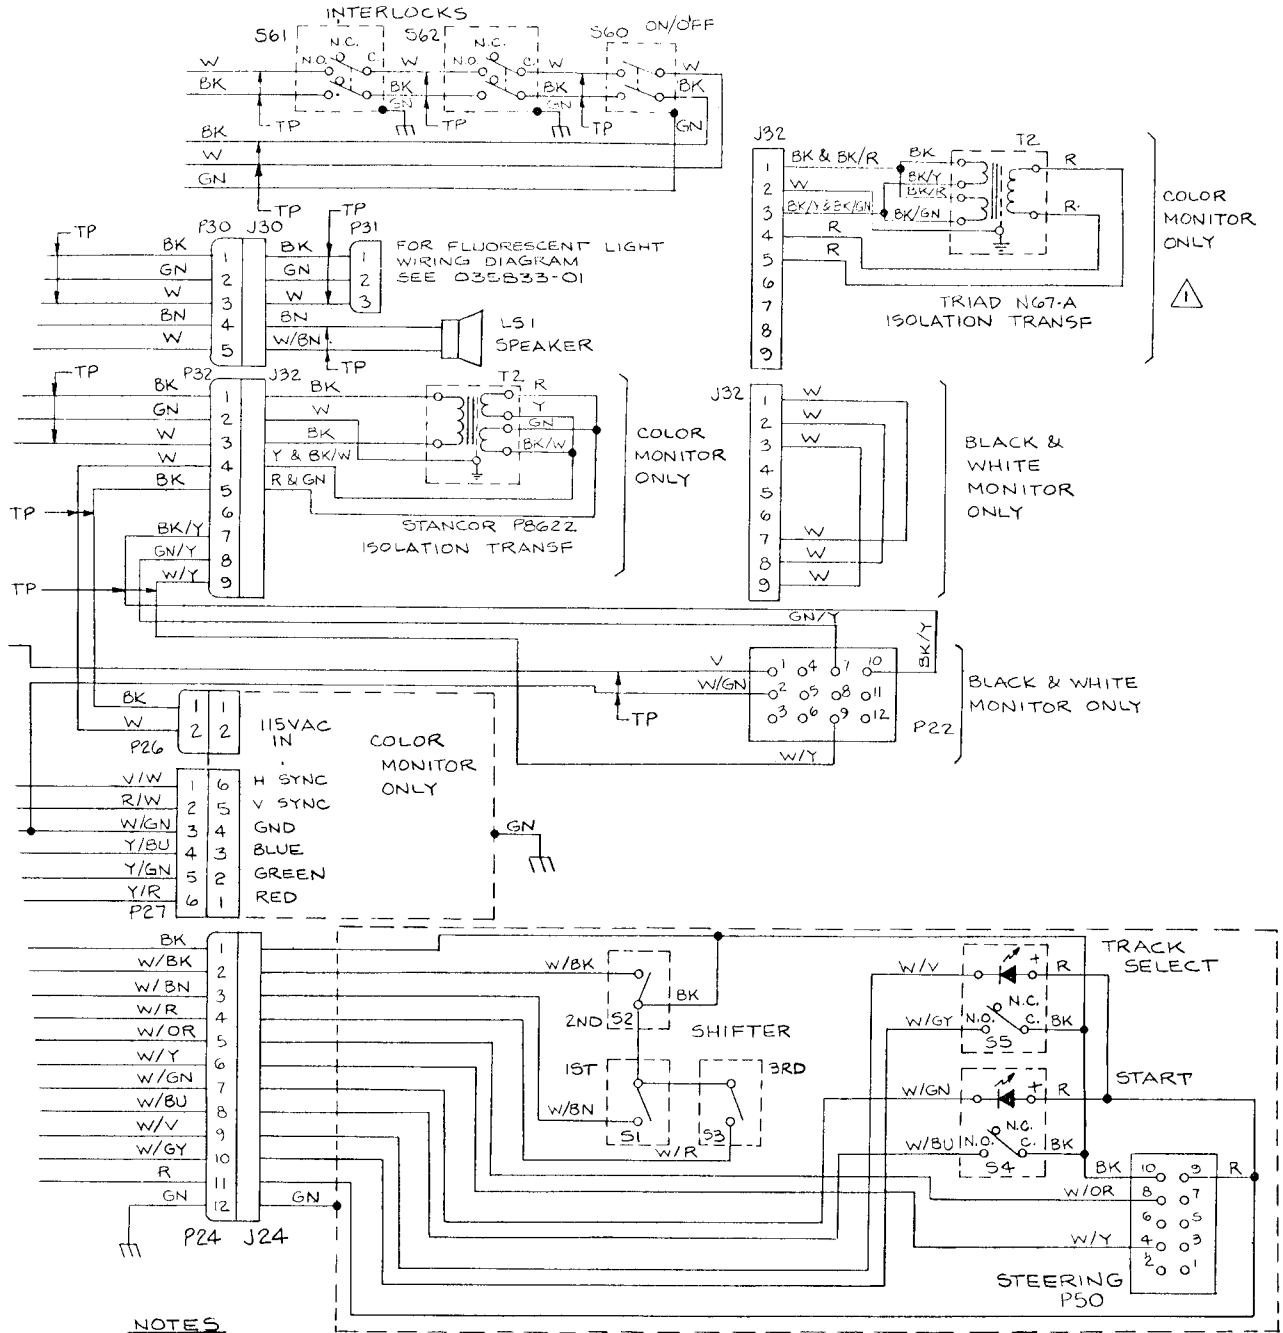 INTERLOCKS
S61
N.C.
N.O.
C.
S62
N.C.
N.O.
C.
S60
ON/OFF
W
BK
W
BK
GN
W
BK
GN
W
BK
GN
TP
TP
TP
BK
W
GN
TP
TP
TP
P30
J30
P31
BK
GN
W
BN
W
1
2
3
4
5
BK
GN
W
BN
W/BN
1
2
3
FOR FLUORESCENT LIGHT
WIRING DIAGRAM
SEE 035833-01
LS1
SPEAKER
TP
J32
1
2
3
4
5
6
7
8
9
BK & BK/R
W
BK/Y & BK/GN
R
R
BK
BK/Y
BK/R
BK/GN
T2
R
R
TRIAD N67-A
ISOLATION TRANSF
COLOR
MONITOR
ONLY
1
TP
P32
J32
BK
GN
W
W
BK
BK/Y
GN/Y
W/Y
1
2
3
4
5
6
7
8
9
BK
W
BK
Y & BK/W
R & GN
T2
R
Y
GN
BK/W
STANCOR P8622
ISOLATION TRANSF
COLOR
MONITOR
ONLY
TP
TP
J32
1
2
3
4
5
6
7
8
9
W
W
W
W
W
W
BLACK &
WHITE
MONITOR
ONLY
GN/Y
BK/Y
V
W/GN
TP
1 4 7 10
2 5 8 11
3 6 9 12
P22
W/Y
BLACK & WHITE
MONITOR ONLY
BK
W
P26
1 1
2 2
115VAC
IN
COLOR
MONITOR
ONLY
V/W 1 6 H SYNC
R/W 2 5 V SYNC
W/GN 3 4 GND
Y/BU 4 3 BLUE
Y/GN 5 2 GREEN
Y/R 6 1 RED
P27
GN
BK 1
W/BK 2
W/BN 3
W/R 4
W/OR 5
W/Y 6
W/GN 7
W/BU 8
W/V 9
W/GY 10
R 11
GN 12
GN
P24 J24
W/BK
BK
2ND
S2
SHIFTER
1ST
3RD
W/BN
S1
S3
W/R
TRACK
SELECT
W/V
+
R
W/GY
N.O.
N.C.
C.
BK
S5
START
W/GN
+
R
W/BU
N.O.
N.C.
C.
BK
S4
BK
W/OR
W/Y
R
10 9
8 7
6 5
4 3
2 1
STEERING
P50
NOTES